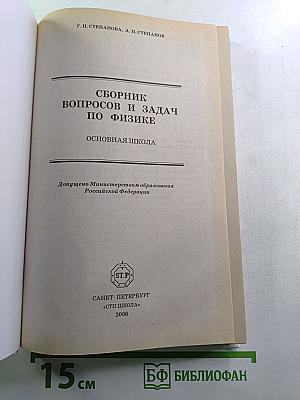 Г. Н. СТЕПАНОВА, А. П. СТЕПАНОВ
СБОРНИК
ВОПРОСОВ И ЗАДАЧ
ПО ФИЗИКЕ
ОСНОВНАЯ ШКОЛА
Допущено Министерством образования
Российской Федерации
ST.P
САНКТ-ПЕТЕРБУРГ
«СТП ШКОЛА»
2006
15 см
БФ БИБЛИОФАН